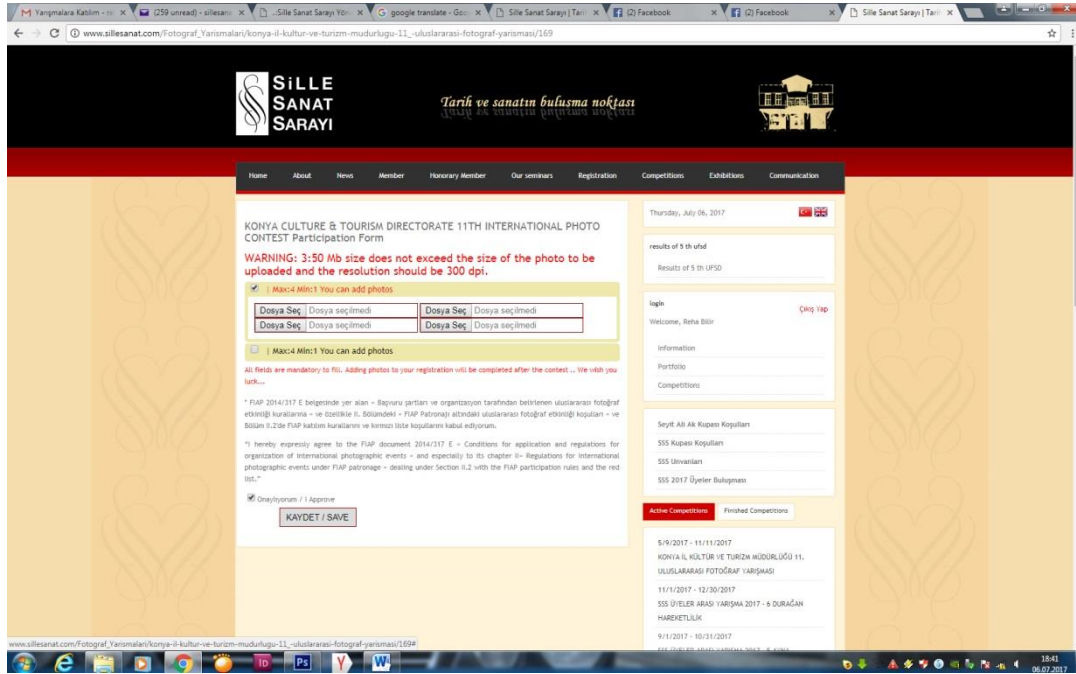 Yarışmalara Katılım -
(259 unread) - sillesan
..:Sille Sanat Sarayı Yön
google translate - Goo
Sille Sanat Sarayı | Tari
(2) Facebook
(2) Facebook
Sille Sanat Sarayı | Tari
www.sillesanat.com/Fotograf_Yarismalari/konya-il-kultur-ve-turizm-mudurlugu-11_-uluslararasi-fotograf-yarismasi/169
SiLLE
SANAT
SARAYI
Tarih ve sanatın buluşma noktası
Home About News Member Honorary Member Our seminars Registration Competitions Exhibitions Communication
KONYA CULTURE & TOURISM DIRECTORATE 11TH INTERNATIONAL PHOTO
CONTEST Participation Form
WARNING: 3:50 Mb size does not exceed the size of the photo to be
uploaded and the resolution should be 300 dpi.
| Max:4 Min:1 You can add photos
Dosya Seç Dosya seçilmedi Dosya Seç Dosya seçilmedi
Dosya Seç Dosya seçilmedi Dosya Seç Dosya seçilmedi
| Max:4 Min:1 You can add photos
All fields are mandatory to fill. Adding photos to your registration will be completed after the contest .. We wish you
luck...
" FIAP 2014/317 E belgesinde yer alan – Başvuru şartları ve organizasyon tarafından belirlenen uluslararası fotoğraf
etkinliği kurallarına – ve özellikle II. Bölümdeki – FIAP Patronajı altındaki uluslararası fotoğraf etkinliği koşulları – ve
Bölüm II.2'de FIAP katılım kurallarını ve kırmızı liste koşullarını kabul ediyorum.
"I hereby expressly agree to the FIAP document 2014/317 E – Conditions for application and regulations for
organization of international photographic events – and especially to its chapter II– Regulations for International
photographic events under FIAP patronage – dealing under Section II.2 with the FIAP participation rules and the red
list."
Onaylıyorum / I Approve
KAYDET / SAVE
Thursday, July 06, 2017
results of 5 th ufsd
Results of 5 th UFSD
login
Çıkış Yap
Welcome, Reha Bilir
Information
Portfolio
Competitions
Seyit Ali Ak Kupası Koşulları
SSS Kupası Koşulları
SSS Unvanları
SSS 2017 Üyeler Buluşması
Active Competitions Finished Competitions
5/9/2017 - 11/11/2017
KONYA İL KÜLTÜR VE TURİZM MÜDÜRLÜĞÜ 11.
ULUSLARARASI FOTOĞRAF YARIŞMASI
11/1/2017 - 12/30/2017
SSS ÜYELER ARASI YARIŞMA 2017 - 6 DURAĞAN
HAREKETLİLİK
9/1/2017 - 10/31/2017
www.sillesanat.com/Fotograf_Yarismalari/konya-il-kultur-ve-turizm-mudurlugu-11_-uluslararasi-fotograf-yarismasi/169#
ID
Ps
18:41
06.07.2017